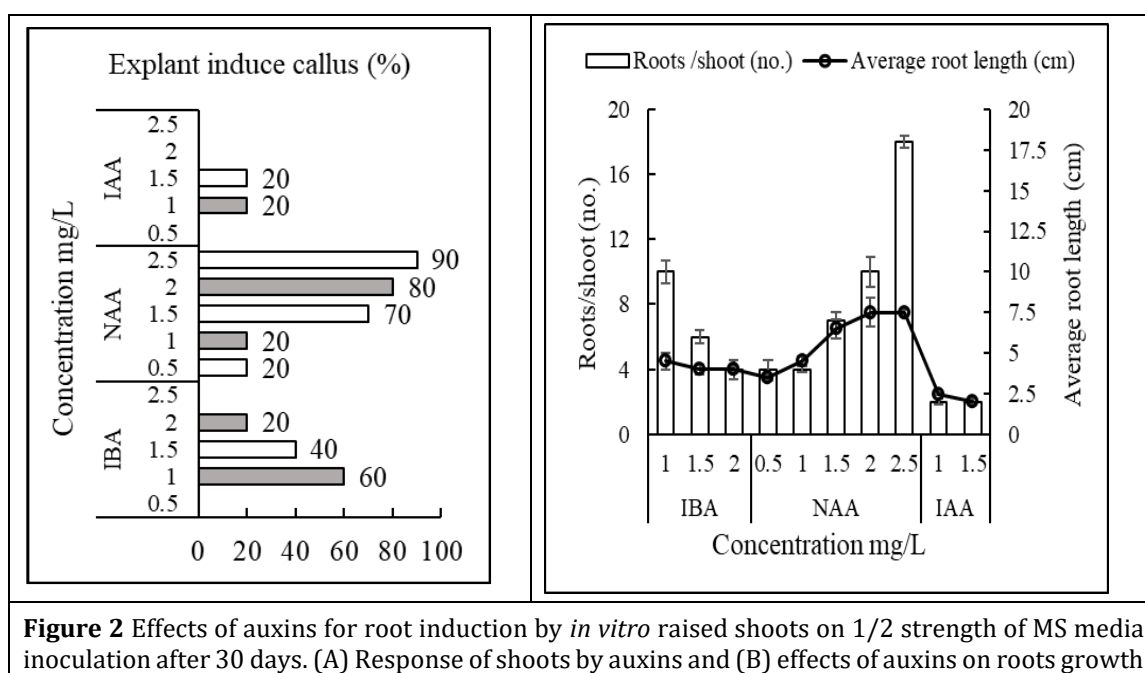 Explant induce callus (%)
Concentration mg/L
IAA
2.5
2
1.5 20
1 20
0.5
NAA
2.5 90
2 80
1.5 70
1 20
0.5 20
IBA
2.5
2 20
1.5 40
1 60
0.5
0 20 40 60 80 100
Roots /shoot (no.) Average root length (cm)
Roots/shoot (no.)
20
16
12
8
4
0
Average root length (cm)
20
17.5
15
12.5
10
7.5
5
2.5
0
1 1.5 2 0.5 1 1.5 2 2.5 1 1.5
IBA NAA IAA
Concentration mg/L
Figure 2 Effects of auxins for root induction by in vitro raised shoots on 1/2 strength of MS media
inoculation after 30 days. (A) Response of shoots by auxins and (B) effects of auxins on roots growth